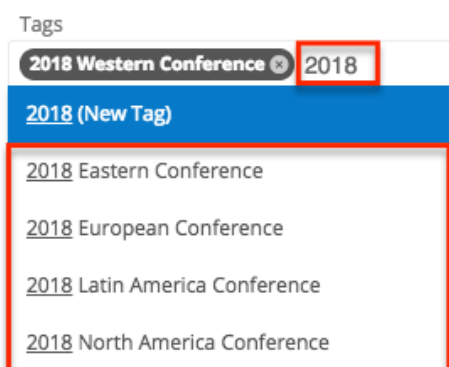 Tags
2018 Western Conference 2018
2018 (New Tag)
2018 Eastern Conference
2018 European Conference
2018 Latin America Conference
2018 North America Conference